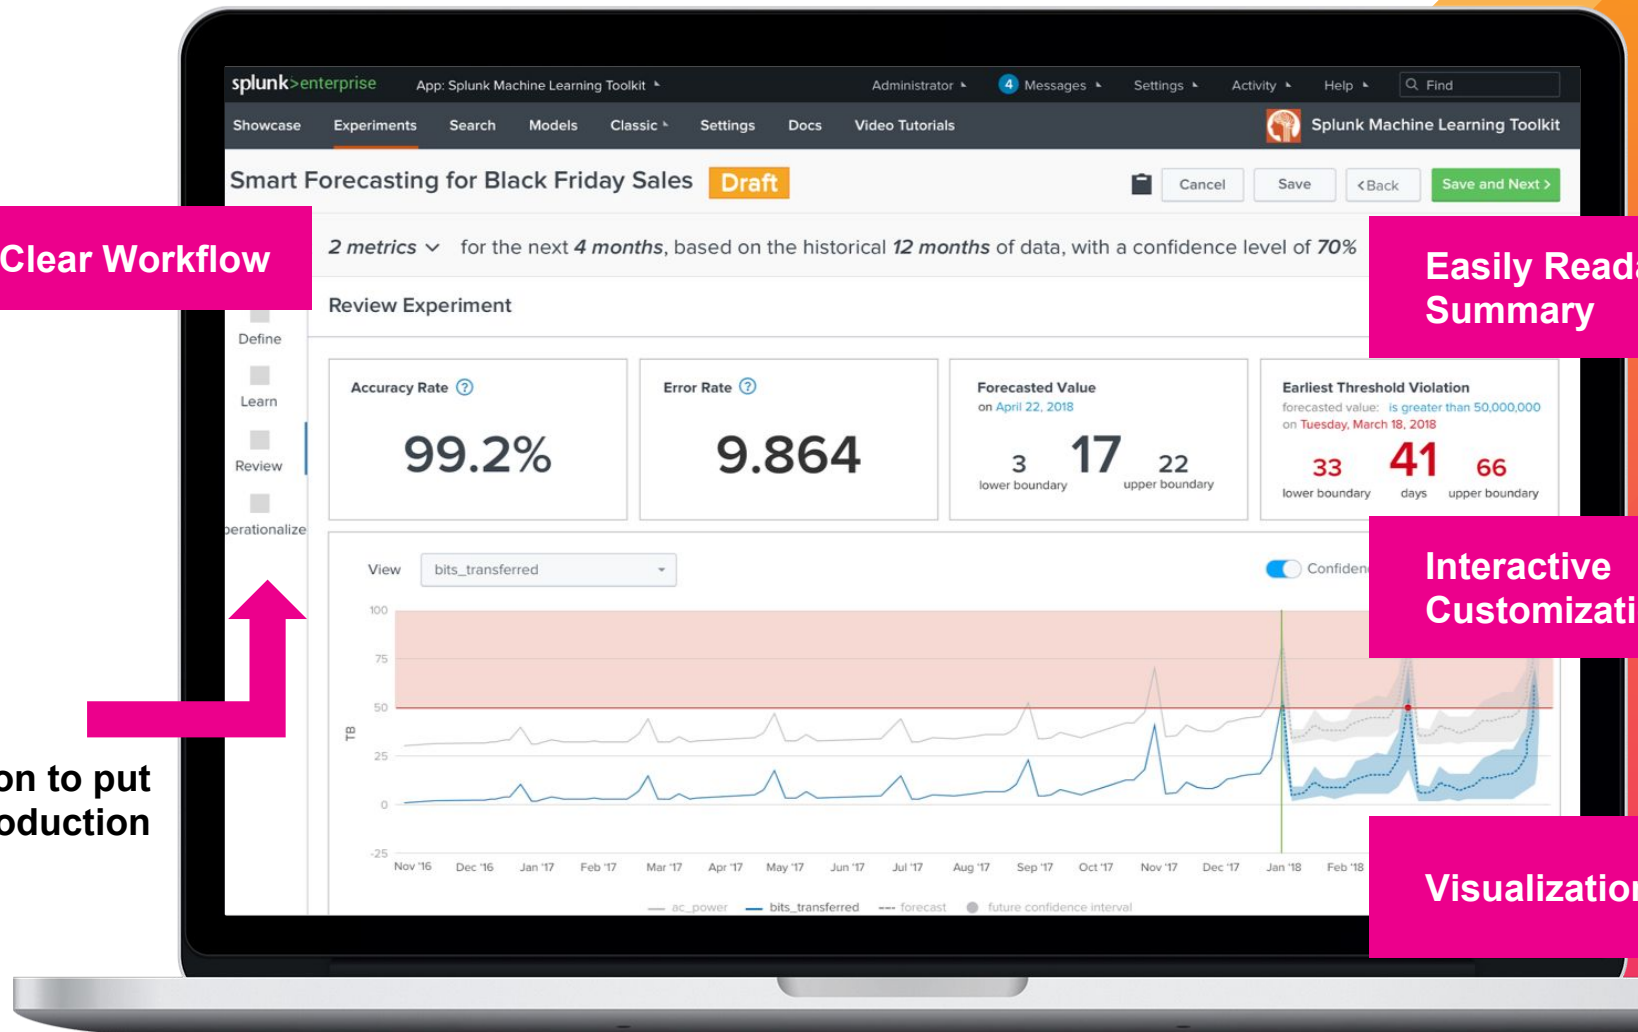 splunk>enterprise App: Splunk Machine Learning Toolkit Administrator 4 Messages Settings Activity Help Find
Showcase Experiments Search Models Classic Settings Docs Video Tutorials Splunk Machine Learning Toolkit
Smart Forecasting for Black Friday Sales Draft Cancel Save <Back Save and Next >
Clear Workflow
2 metrics for the next 4 months, based on the historical 12 months of data, with a confidence level of 70%
Easily
Summary
Review Experiment
Define
Learn
Review
Accuracy Rate ?
99.2%
Error Rate ?
9.864
Forecasted Value
on April 22, 2018
3 17 22
lower boundary upper boundary
Earliest Threshold Violation
forecasted value: is greater than 50,000,000
on Tuesday, March 18, 2018
33 41 66
lower boundary days upper boundary
View bits_transferred
Interactive
100
75
50
25
0
-25
TB
Nov '16 Dec '16 Jan '17 Feb '17 Mar '17 Apr '17 May '17 Jun '17 Jul '17 Aug '17 Sep '17 Oct '17 Nov '17 Dec '17 Jan '18 Feb '18
ac_power bits_transferred forecast future confidence interval
to put
Visualization